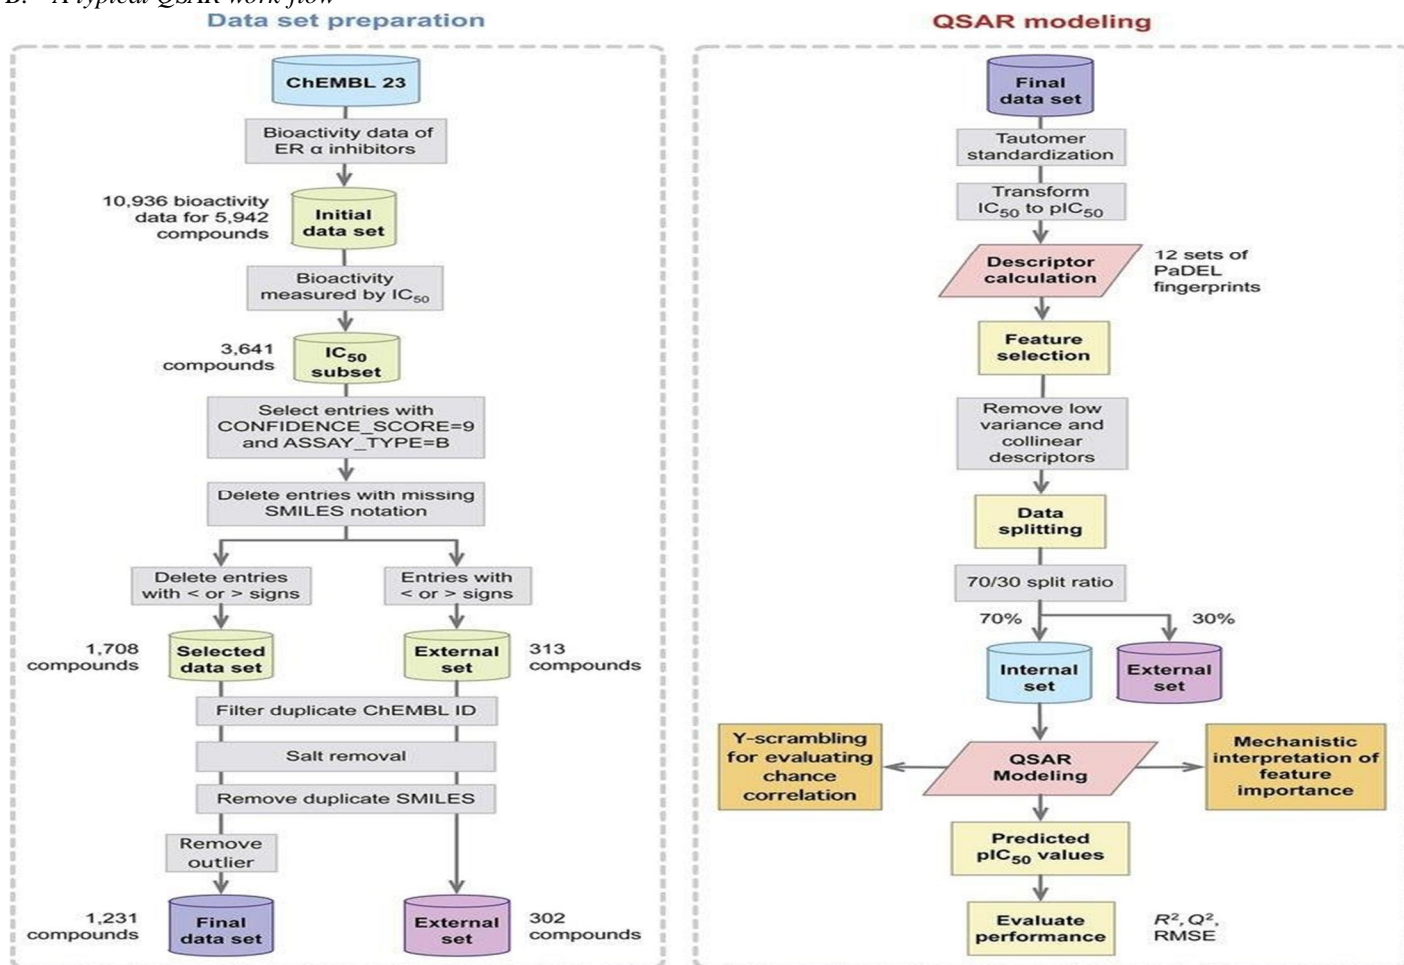 B. A typical QSAR work flow
Data set preparation
ChEMBL 23
Bioactivity data of
ER α inhibitors
10,936 bioactivity
data for 5,942
compounds
Initial
data set
Bioactivity
measured by IC50
3,641
compounds
IC50
subset
Select entries with
CONFIDENCE_SCORE=9
and ASSAY_TYPE=B
Delete entries with missing
SMILES notation
Delete entries
with < or > signs
Entries with
< or > signs
1,708
compounds
Selected
data set
External
set
313
compounds
Filter duplicate ChEMBL ID
Salt removal
Remove duplicate SMILES
Remove
outlier
1,231
compounds
Final
data set
External
set
302
compounds
QSAR modeling
Final
data set
Tautomer
standardization
Transform
IC50 to pIC50
Descriptor
calculation
12 sets of
PaDEL
fingerprints
Feature
selection
Remove low
variance and
collinear
descriptors
Data
splitting
70/30 split ratio
70%
30%
Internal
set
External
set
Y-scrambling
for evaluating
chance
correlation
QSAR
Modeling
Mechanistic
interpretation of
feature
importance
Predicted
pIC50 values
Evaluate
performance
R², Q²,
RMSE